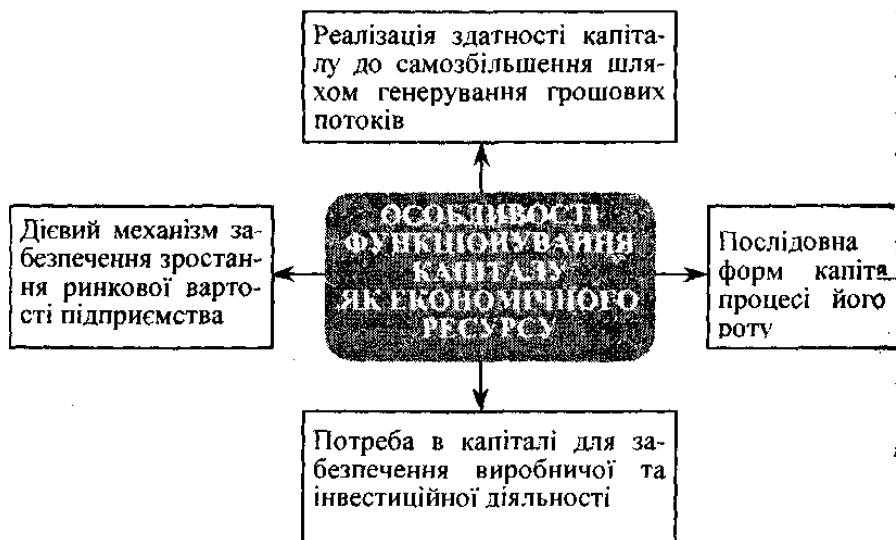 Реалізація здатності капіта-
лу до самозбільшення шля-
хом генерування грошових
потоків
Дієвий механізм за-
безпечення зростан-
ня ринкової варто-
сті підприємства
ОСОБЛИВОСТІ
ФУНКЦІОНУВАННЯ
КАПІТАЛУ
ЯК ЕКОНОМІЧНОГО
РЕСУРСУ
Послідовна
форм капіта
процесі його
роту
Потреба в капіталі для за-
безпечення виробничої та
інвестиційної діяльності